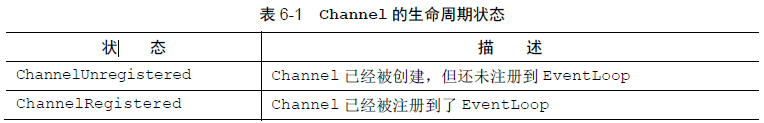 表 6-1 Channel 的生命周期状态
状 态 描 述
ChannelUnregistered Channel 已经被创建，但还未注册到 EventLoop
ChannelRegistered Channel 已经被注册到了 EventLoop